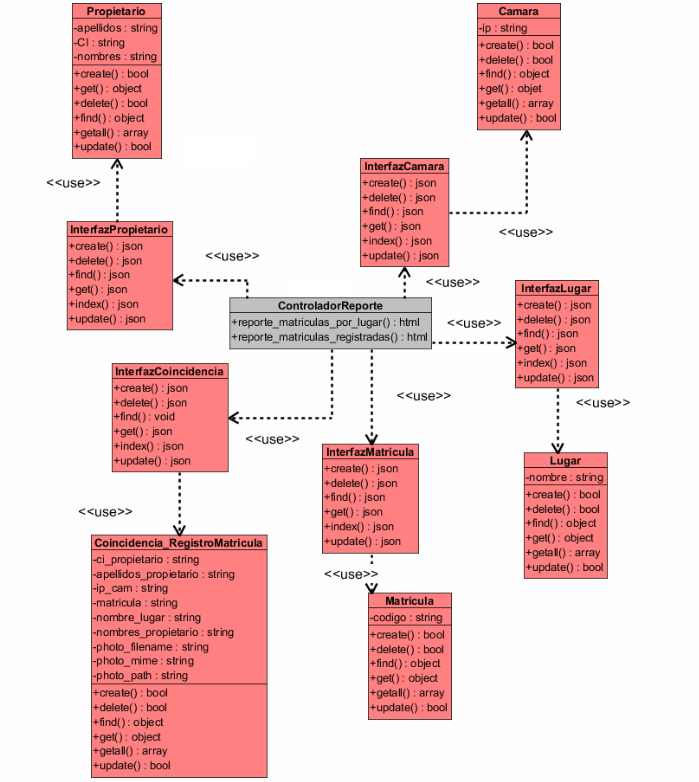 Propietario
-apellidos : string
-CI : string
-nombres : string
+create() : bool
+get() : object
+delete() : bool
+find() : object
+getall() : array
+update() : bool
Camara
-ip : string
+create() : bool
+delete() : bool
+find() : object
+get() : objet
+getall() : array
+update() : bool
<<use>>
InterfazCamara
+create() : json
+delete() : json
+find() : json
+get() : json
+index() : json
+update() : json
<<use>>
InterfazPropietario
+create() : json
+delete() : json
+find() : json
+get() : json
+index() : json
+update() : json
<<use>>
<<use>>
ControladorReporte
+reporte_matriculas_por_lugar() : html
+reporte_matriculas_registradas() : html
<<use>>
InterfazLugar
+create() : json
+delete() : json
+find() : json
+get() : json
+index() : json
+update() : json
InterfazCoincidencia
+create() : json
+delete() : json
+find() : void
+get() : json
+index() : json
+update() : json
<<use>>
<<use>>
<<use>>
InterfazMatricula
+create() : json
+delete() : json
+find() : json
+get() : json
+index() : json
+update() : json
Lugar
-nombre : string
+create() : bool
+delete() : bool
+find() : object
+get() : object
+getall() : array
+update() : bool
<<use>>
Coincidencia_RegistroMatricula
-ci_propietario : string
-apellidos_propietario : string
-ip_cam : string
-matricula : string
-nombre_lugar : string
-nombres_propietario : string
-photo_filename : string
-photo_mime : string
-photo_path : string
+create() : bool
+delete() : bool
+find() : object
+get() : object
+getall() : array
+update() : bool
<<use>>
Matricula
-codigo : string
+create() : bool
+delete() : bool
+find() : object
+get() : object
+getall() : array
+update() : bool